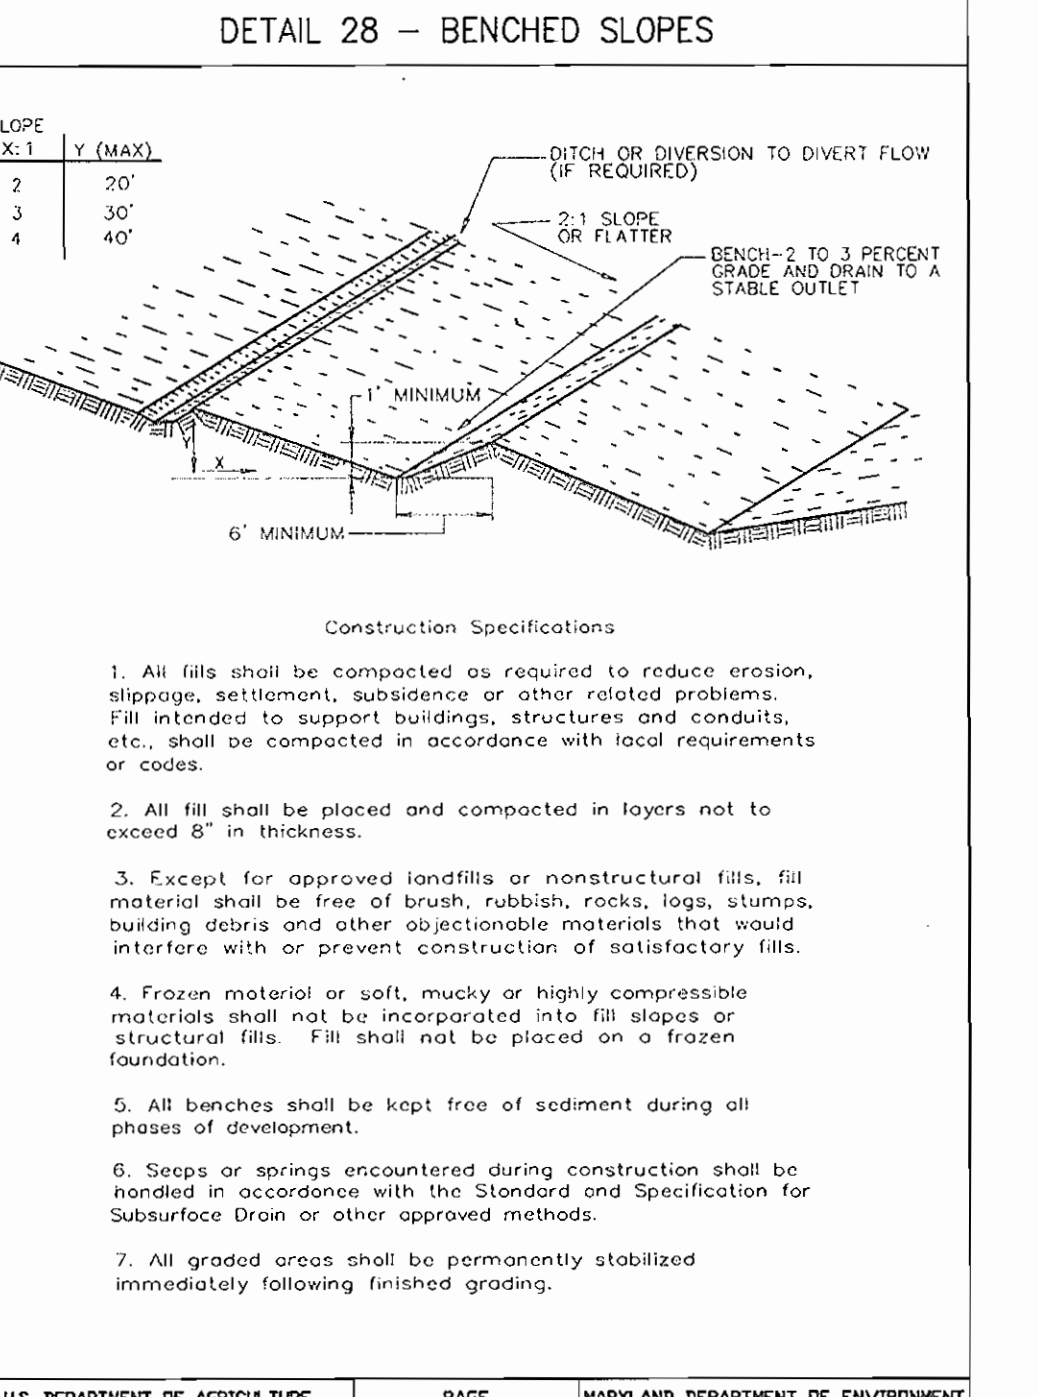 DETAIL 28 – BENCHED SLOPES
LOPE
X:1 Y (MAX)
2 20'
3 30'
4 40'
DITCH OR DIVERSION TO DIVERT FLOW
(IF REQUIRED)
2:1 SLOPE
OR FLATTER
BENCH-2 TO 3 PERCENT
GRADE AND DRAIN TO A
STABLE OUTLET
1' MINIMUM
Y
X
6' MINIMUM
Construction Specifications
1. All fills shall be compacted as required to reduce erosion,
slippage, settlement, subsidence or other related problems.
Fill intended to support buildings, structures and conduits,
etc., shall be compacted in accordance with local requirements
or codes.
2. All fill shall be placed and compacted in layers not to
exceed 8" in thickness.
3. Except for approved landfills or nonstructural fills, fill
material shall be free of brush, rubbish, rocks, logs, stumps,
building debris and other objectionable materials that would
interfere with or prevent construction of satisfactory fills.
4. Frozen material or soft, mucky or highly compressible
materials shall not be incorporated into fill slopes or
structural fills. Fill shall not be placed on a frozen
foundation.
5. All benches shall be kept free of sediment during all
phases of development.
6. Seeps or springs encountered during construction shall be
handled in accordance with the Standard and Specification for
Subsurface Drain or other approved methods.
7. All graded areas shall be permanently stabilized
immediately following finished grading.
U.S. DEPARTMENT OF AGRICULTURE PAGE MARYLAND DEPARTMENT OF ENVIRONMENT